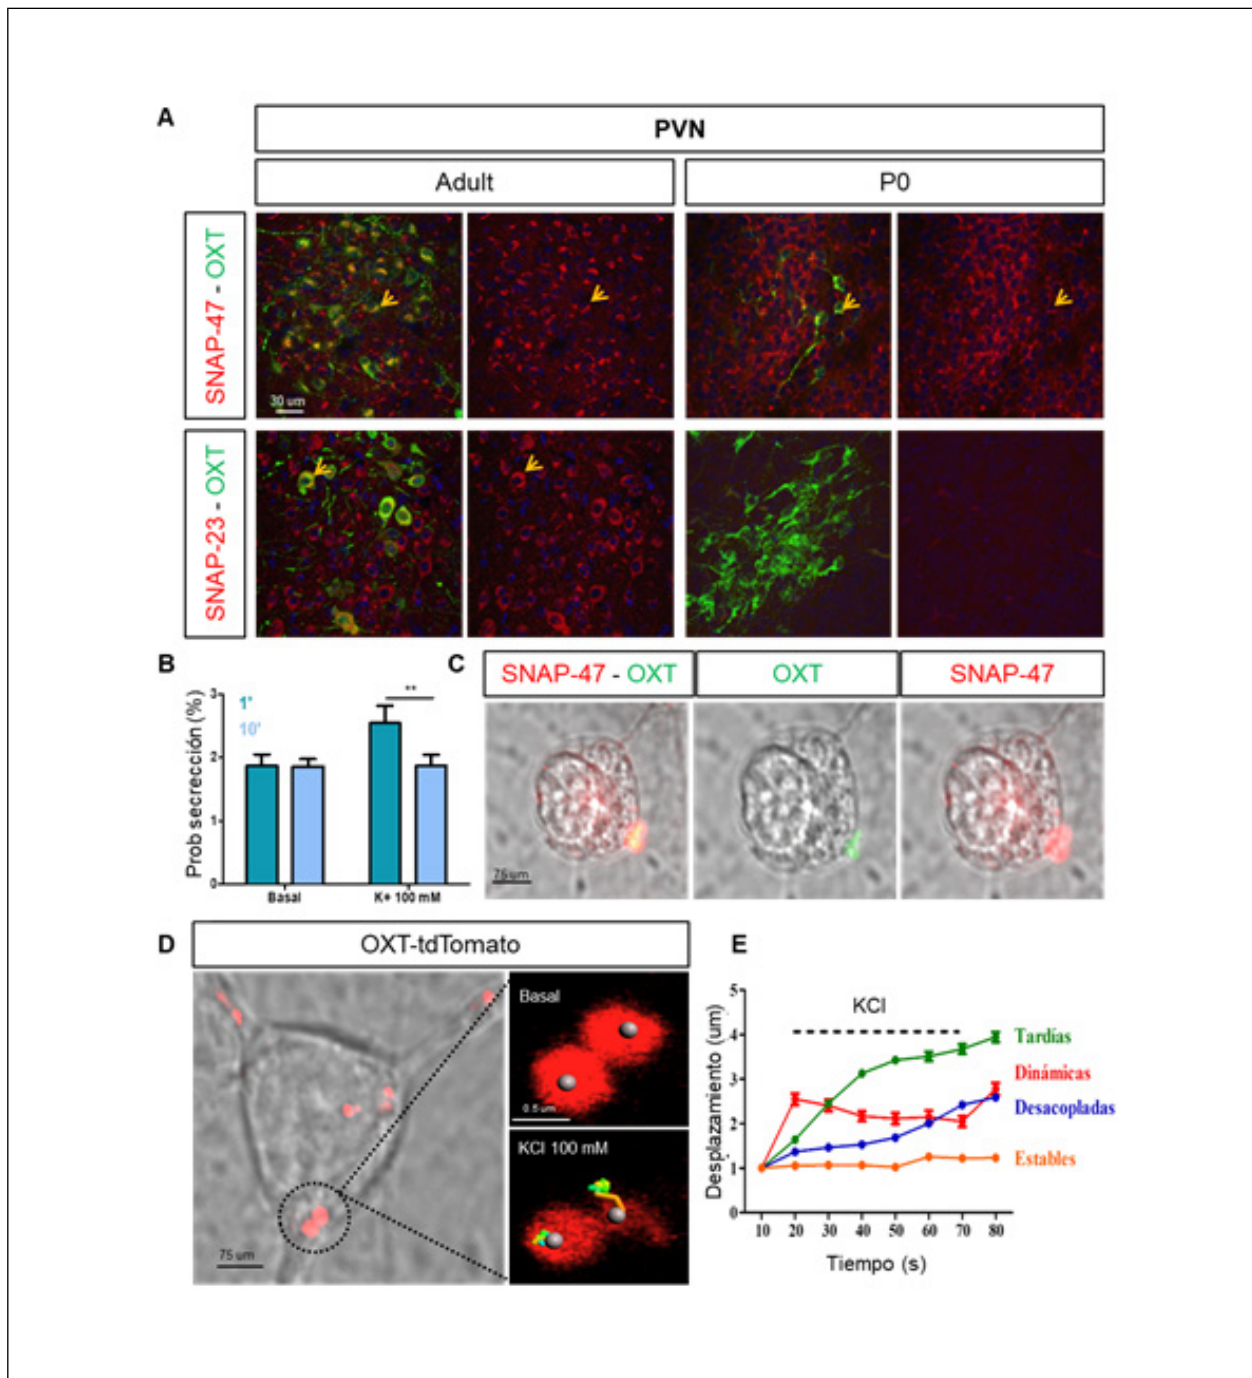 A
PVN
Adult P0
SNAP-47 - OXT
30 um
SNAP-23 - OXT
B
Prob secrección (%)
3
2
1
0
1'
10'
**
Basal K+ 100 mM
C
SNAP-47 - OXT OXT SNAP-47
75 um
D
OXT-tdTomato
Basal
0.5 um
KCl 100 mM
75 um
E
Desplazamiento (um)
5
4
3
2
1
0
KCl
Tardías
Dinámicas
Desacopladas
Estables
10 20 30 40 50 60 70 80
Tiempo (s)